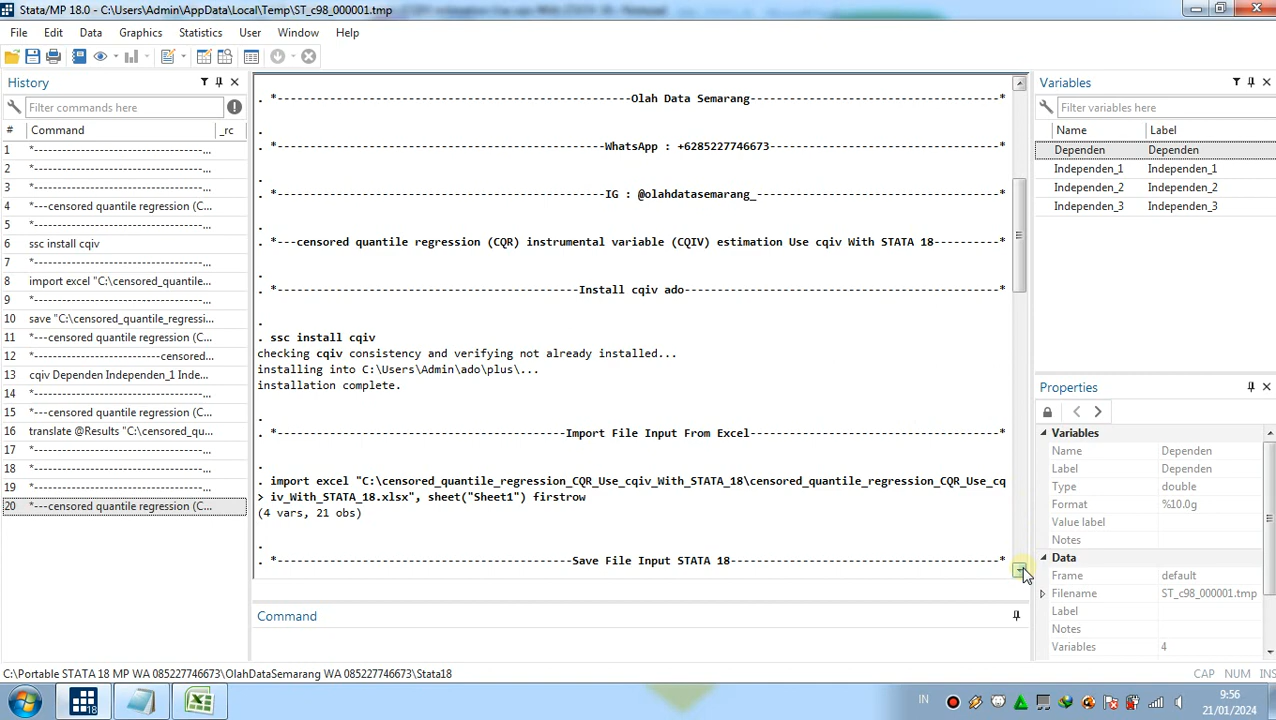 Stata/MP 18.0 - C:\Users\Admin\AppData\Local\Temp\ST_c98_000001.tmp
File Edit Data Graphics Statistics User Window Help
History
Filter commands here
# Command _rc
1 *------------------------------------...
2 *------------------------------------...
3 *------------------------------------...
4 *---censored quantile regression (C...
5 *------------------------------------...
6 ssc install cqiv
7 *------------------------------------...
8 import excel "C:\censored_quantile...
9 *------------------------------------...
10 save "C:\censored_quantile_regressi...
11 *---censored quantile regression (C...
12 *---------------------------censored...
13 cqiv Dependen Independen_1 Inde...
14 *------------------------------------...
15 *---censored quantile regression (C...
16 translate @Results "C:\censored_qu...
17 *------------------------------------...
18 *------------------------------------...
19 *------------------------------------...
20 *---censored quantile regression (C...
. *------------------------------------------------------Olah Data Semarang--------------------------------------*
.
. *--------------------------------------------------WhatsApp : +6285227746673-----------------------------------*
.
. *-----------------------------------------------------IG : @olahdatasemarang_-------------------------------------*
.
. *---censored quantile regression (CQR) instrumental variable (CQIV) estimation Use cqiv With STATA 18----------*
.
. *----------------------------------------------Install cqiv ado------------------------------------------------*
.
. ssc install cqiv
checking cqiv consistency and verifying not already installed...
installing into C:\Users\Admin\ado\plus\...
installation complete.
.
. *--------------------------------------------Import File Input From Excel---------------------------------------*
.
. import excel "C:\censored_quantile_regression_CQR_Use_cqiv_With_STATA_18\censored_quantile_regression_CQR_Use_cq
> iv_With_STATA_18.xlsx", sheet("Sheet1") firstrow
(4 vars, 21 obs)
.
. *---------------------------------------------Save File Input STATA 18-----------------------------------------*
Command
Variables
Filter variables here
Name Label
Dependen Dependen
Independen_1 Independen_1
Independen_2 Independen_2
Independen_3 Independen_3
Properties
Variables
Name Dependen
Label Dependen
Type double
Format %10.0g
Value label
Notes
Data
Frame default
Filename ST_c98_000001.tmp
Label
Notes
Variables 4
C:\Portable STATA 18 MP WA 085227746673\OlahDataSemarang WA 085227746673\Stata18
CAP NUM INS
18
IN
9:56
21/01/2024